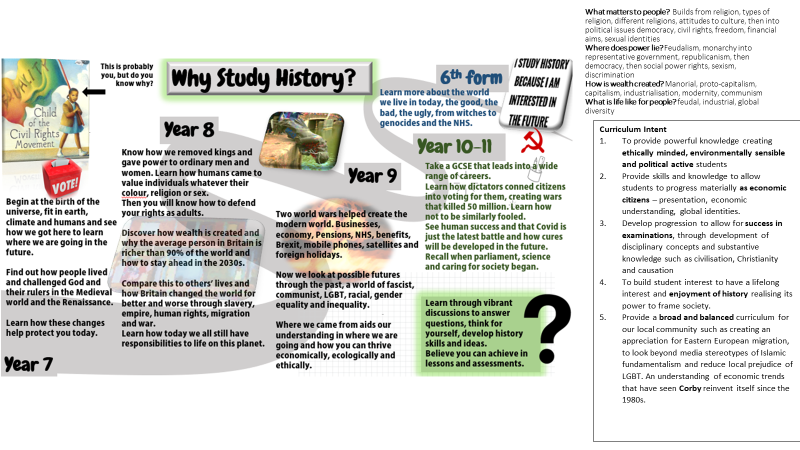 This is probably
you, but do you
know why?
Child
of the
Civil Rights
Movement
VOTE!
Why Study History?
6th form
Learn more about the world
we live in today, the good, the
bad, the ugly, from witches to
genocides and the NHS.
I STUDY HISTORY
BECAUSE I AM
INTERESTED IN
THE FUTURE
Year 7
Begin at the birth of the
universe, fit in earth,
climate and humans and see
how we got here to learn
where we are going in the
future.
Find out how people lived
and challenged God and
their rulers in the Medieval
world and the Renaissance.
Learn how these changes
help protect you today.
Year 8
Know how we removed kings and
gave power to ordinary men and
women. Learn how humans came to
value individuals whatever their
colour, religion or sex.
Then you will know how to defend
your rights as adults.
Discover how wealth is created and
why the average person in Britain is
richer than 90% of the world and
how to stay ahead in the 2030s.
Compare this to others' lives and
how Britain changed the world for
better and worse through slavery,
empire, human rights, migration
and war.
Learn how today we all still have
responsibilities to life on this planet.
Year 9
Two world wars helped create the
modern world. Businesses,
economy, Pensions, NHS, benefits,
Brexit, mobile phones, satellites and
foreign holidays.
Now we look at possible futures
through the past, a world of fascist,
communist, LGBT, racial, gender
equality and inequality.
Where we came from aids our
understanding in where we are
going and how you can thrive
economically, ecologically and
ethically.
Year 10-11
Take a GCSE that leads into a wide
range of careers.
Learn how dictators conned citizens
into voting for them, creating wars
that killed 50 million. Learn how
not to be similarly fooled.
See human success and that Covid is
just the latest battle and how cures
will be developed in the future.
Recall when parliament, science
and caring for society began.
Learn through vibrant
discussions to answer
questions, think for
yourself, develop history
skills and ideas.
Believe you can achieve in
lessons and assessments.
?
What matters to people? Builds from religion, types of
religion, different religions, attitudes to culture, then into
political issues democracy, civil rights, freedom, financial
aims, sexual identities
Where does power lie? Feudalism, monarchy into
representative government, republicanism, then
democracy, then social power rights, sexism,
discrimination
How is wealth created? Manorial, proto-capitalism,
capitalism, industrialisation, modernity, communism
What is life like for people? feudal, industrial, global
diversity
Curriculum Intent
1. To provide powerful knowledge creating
ethically minded, environmentally sensible
and political active students
2. Provide skills and knowledge to allow
students to progress materially as economic
citizens – presentation, economic
understanding, global identities.
3. Develop progression to allow for success in
examinations, through development of
disciplinary concepts and substantive
knowledge such as civilisation, Christianity
and causation
4. To build student interest to have a lifelong
interest and enjoyment of history realising its
power to frame society.
5. Provide a broad and balanced curriculum for
our local community such as creating an
appreciation for Eastern European migration,
to look beyond media stereotypes of Islamic
fundamentalism and reduce local prejudice of
LGBT. An understanding of economic trends
that have seen Corby reinvent itself since the
1980s.